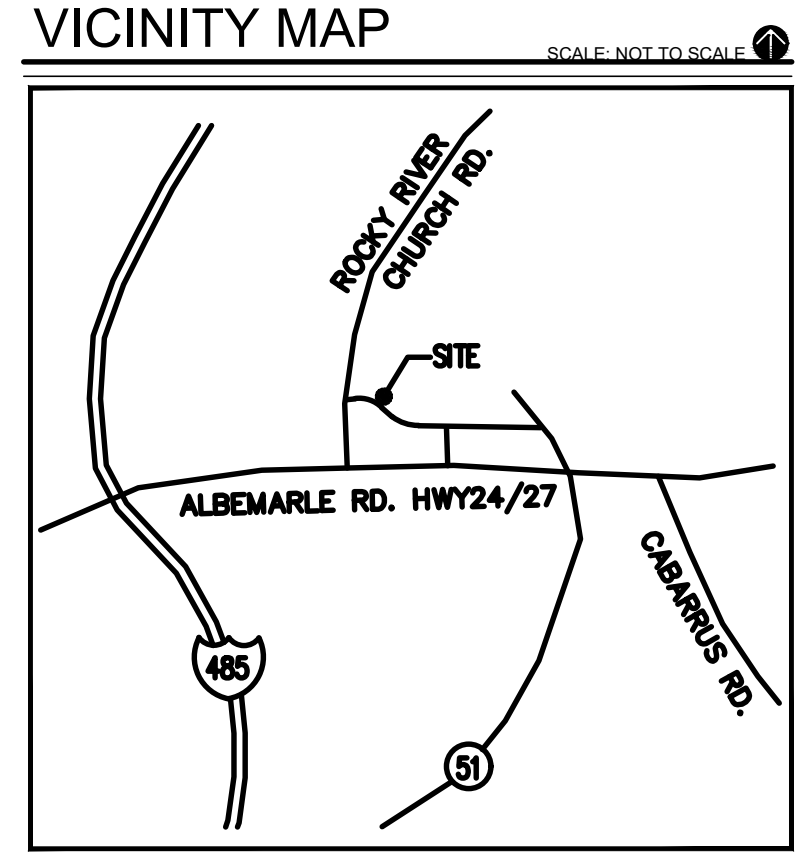 VICINITY MAP
SCALE: NOT TO SCALE
ROCKY RIVER
CHURCH RD.
SITE
ALBEMARLE RD. HWY24/27
CABARRUS RD.
485
51